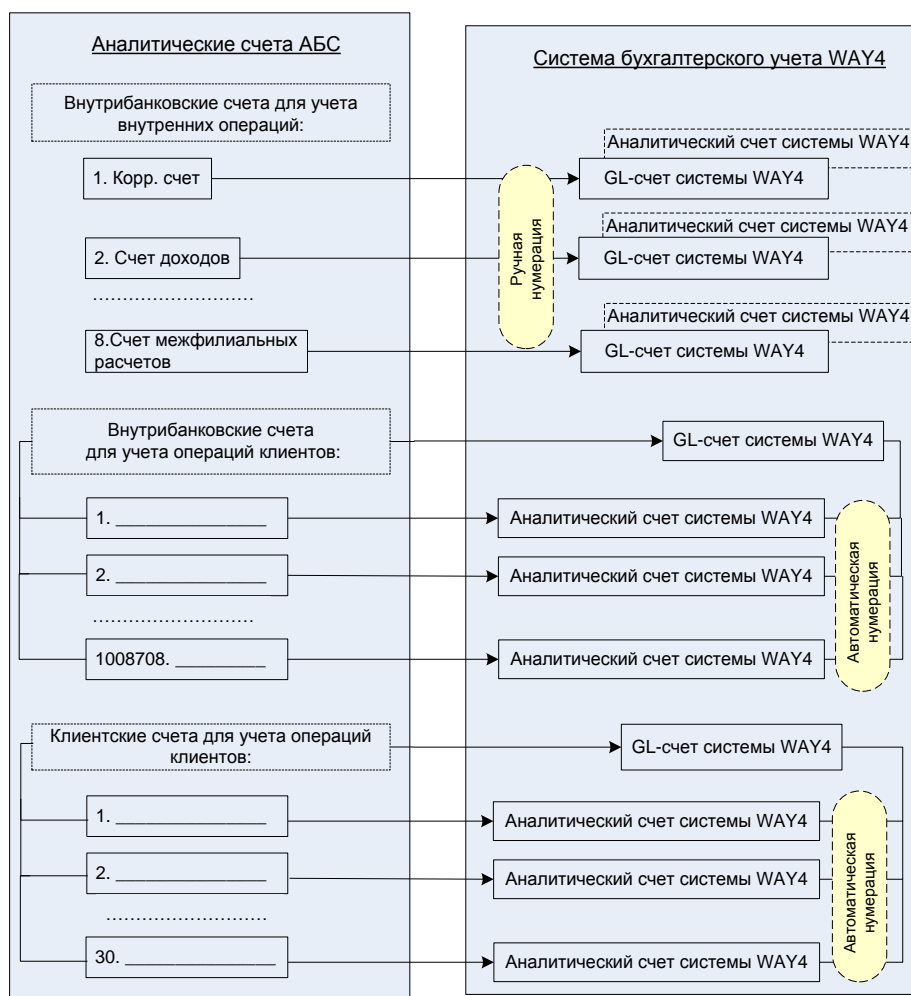 Аналитические счета АБС
Система бухгалтерского учета WAY4
Внутрибанковские счета для учета
внутренних операций:
1. Корр. счет
Аналитический счет системы WAY4
GL-счет системы WAY4
2. Счет доходов
Аналитический счет системы WAY4
GL-счет системы WAY4
...........................
8.Счет межфилиальных
расчетов
Аналитический счет системы WAY4
GL-счет системы WAY4
Ручная
нумерация
Внутрибанковские счета
для учета операций клиентов:
GL-счет системы WAY4
1. _______________
Аналитический счет системы WAY4
2. _______________
Аналитический счет системы WAY4
...........................
1008708. _________
Аналитический счет системы WAY4
Автоматическая
нумерация
Клиентские счета для учета операций
клиентов:
GL-счет системы WAY4
1. _______________
Аналитический счет системы WAY4
2. _______________
Аналитический счет системы WAY4
...........................
30. _______________
Аналитический счет системы WAY4
Автоматическая
нумерация